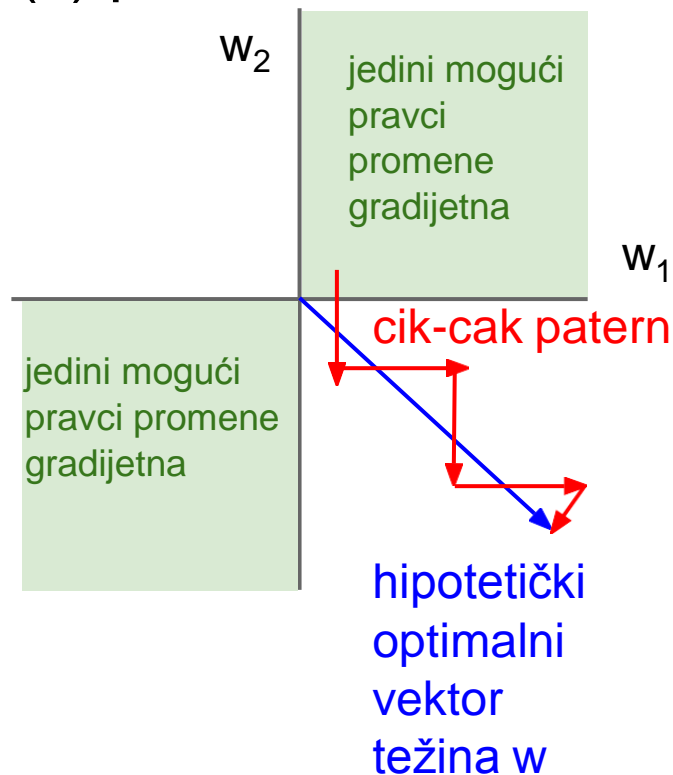 w2
jedini mogući
pravci
promene
gradijetna
w1
cik-cak patern
jedini mogući
pravci promene
gradijetna
hipotetički
optimalni
vektor
težina w